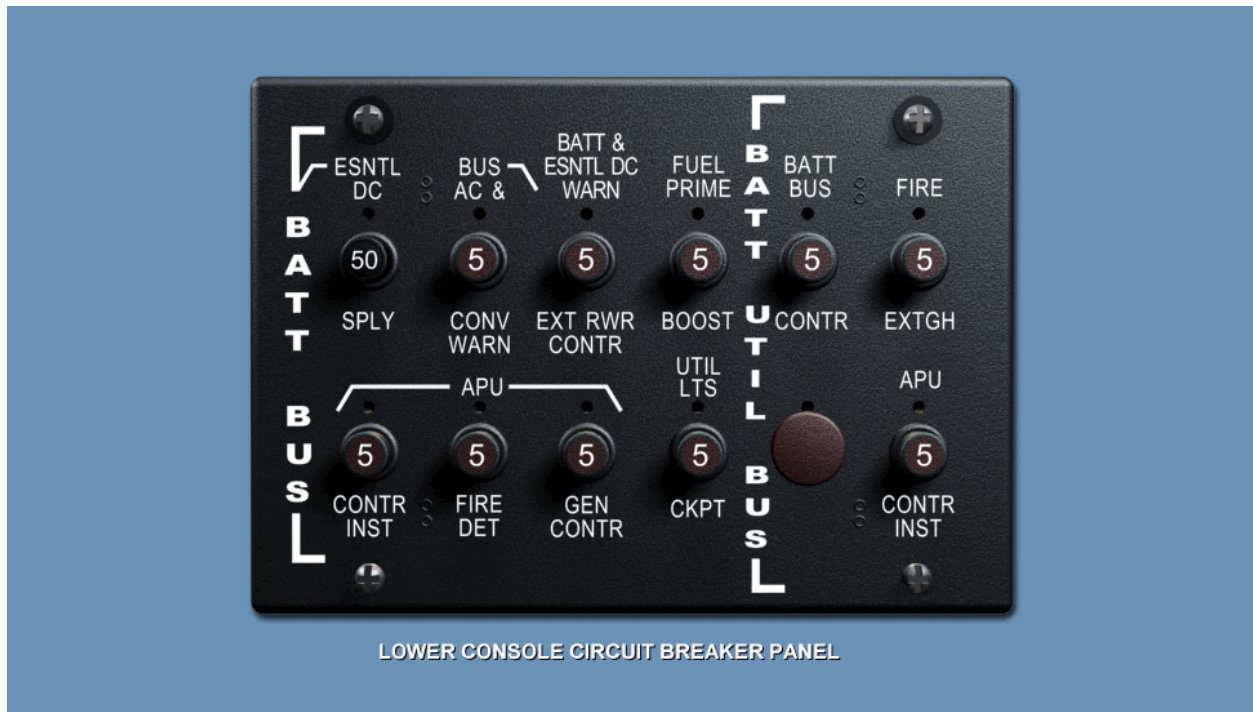 BATT BUS
BATT UTIL BUS
ESNTL
DC
50
SPLY
BUS
AC &
5
CONV
WARN
BATT &
ESNTL DC
WARN
5
EXT RWR
CONTR
FUEL
PRIME
5
BOOST
BATT
BUS
5
CONTR
FIRE
5
EXTGH
APU
5
CONTR
INST
5
FIRE
DET
5
GEN
CONTR
UTIL
LTS
5
CKPT
APU
5
CONTR
INST
LOWER CONSOLE CIRCUIT BREAKER PANEL